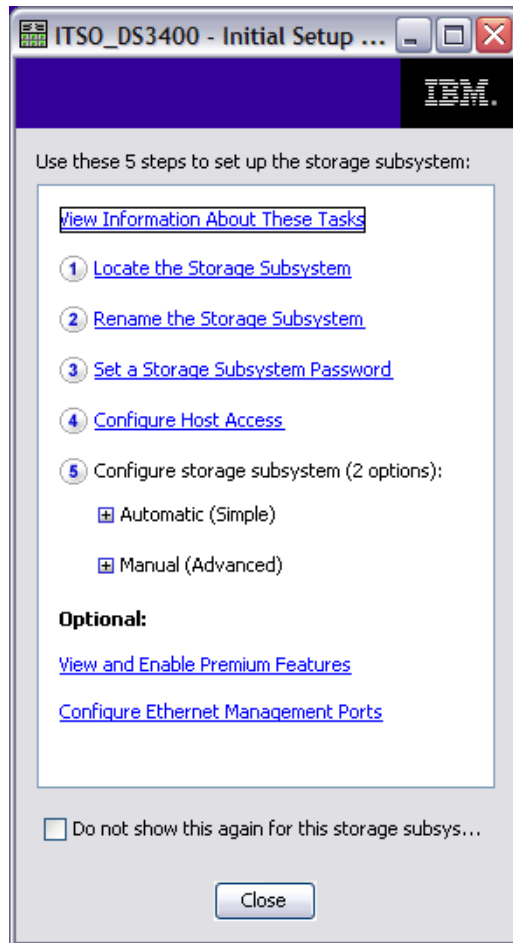 ITSO_DS3400 - Initial Setup ...
IBM.
Use these 5 steps to set up the storage subsystem:
View Information About These Tasks
1 Locate the Storage Subsystem
2 Rename the Storage Subsystem
3 Set a Storage Subsystem Password
4 Configure Host Access
5 Configure storage subsystem (2 options):
Automatic (Simple)
Manual (Advanced)
Optional:
View and Enable Premium Features
Configure Ethernet Management Ports
Do not show this again for this storage subsys...
Close